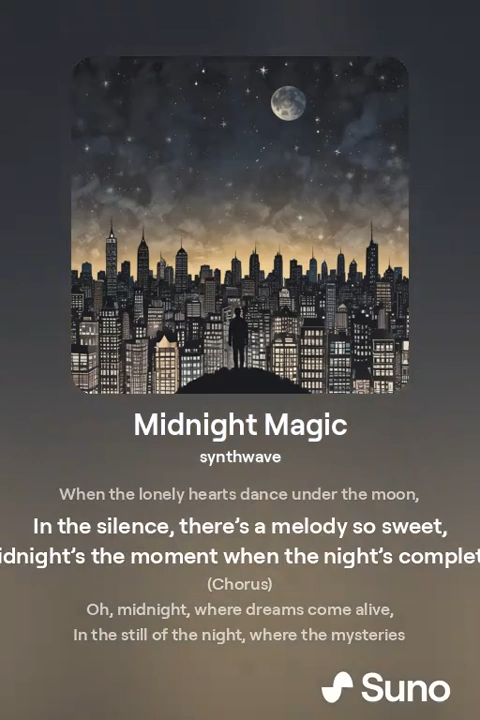 Midnight Magic
synthwave
When the lonely hearts dance under the moon,
In the silence, there's a melody so sweet,
idnight's the moment when the night's complet
(Chorus)
Oh, midnight, where dreams come alive,
In the still of the night, where the mysteries
Suno